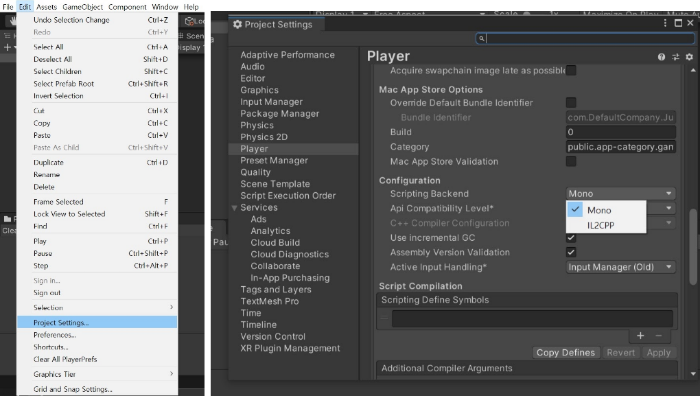 File Edit Assets GameObject Component Window Help
Undo Selection Change Ctrl+Z
Redo Ctrl+Y
Select All Ctrl+A
Deselect All Shift+D
Select Children Shift+C
Select Prefab Root Ctrl+Shift+R
Invert Selection Ctrl+I
Cut Ctrl+X
Copy Ctrl+C
Paste Ctrl+V
Paste As Child Ctrl+Shift+V
Duplicate Ctrl+D
Rename
Delete
Frame Selected F
Lock View to Selected Shift+F
Find Ctrl+F
Play Ctrl+P
Pause Ctrl+Shift+P
Step Ctrl+Alt+P
Sign in...
Sign out
Selection
Project Settings...
Preferences...
Shortcuts...
Clear All PlayerPrefs
Graphics Tier
Grid and Snap Settings...
Project Settings
Adaptive Performance
Audio
Editor
Graphics
Input Manager
Package Manager
Physics
Physics 2D
Player
Preset Manager
Quality
Scene Template
Script Execution Order
Services
Ads
Analytics
Cloud Build
Cloud Diagnostics
Collaborate
In-App Purchasing
Tags and Layers
TextMesh Pro
Time
Timeline
Version Control
XR Plugin Management
Player
Acquire swapchain image late as possible
Mac App Store Options
Override Default Bundle Identifier
Bundle Identifier com.DefaultCompany.Ju
Build 0
Category public.app-category.gan
Mac App Store Validation
Configuration
Scripting Backend Mono
Api Compatibility Level*
Mono
C++ Compiler Configuration
IL2CPP
Use incremental GC
Assembly Version Validation
Active Input Handling* Input Manager (Old)
Script Compilation
Scripting Define Symbols
+ −
Copy Defines Revert Apply
Additional Compiler Arguments